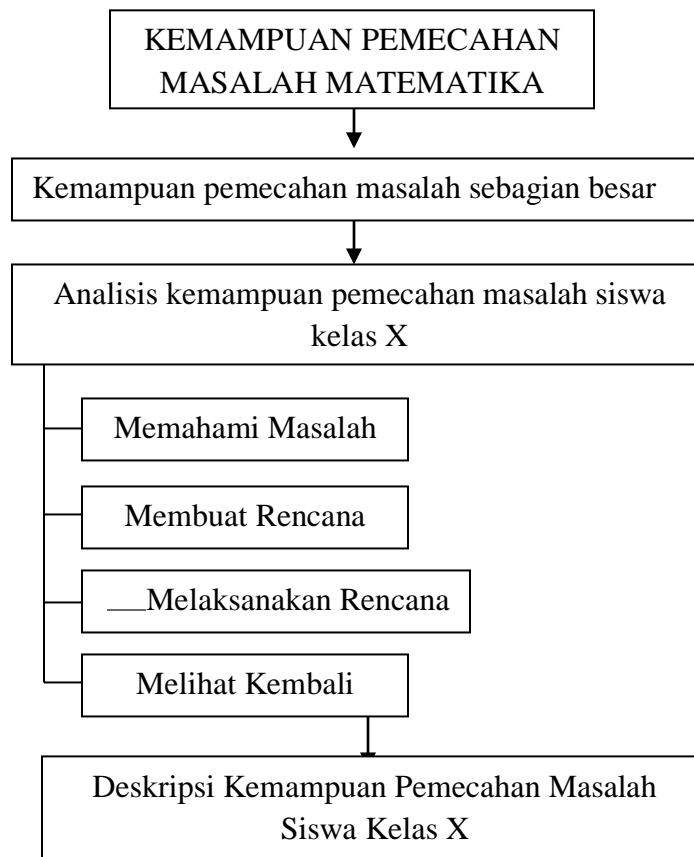 KEMAMPUAN PEMECAHAN
MASALAH MATEMATIKA
Kemampuan pemecahan masalah sebagian besar
Analisis kemampuan pemecahan masalah siswa
kelas X
Memahami Masalah
Membuat Rencana
Melaksanakan Rencana
Melihat Kembali
Deskripsi Kemampuan Pemecahan Masalah
Siswa Kelas X